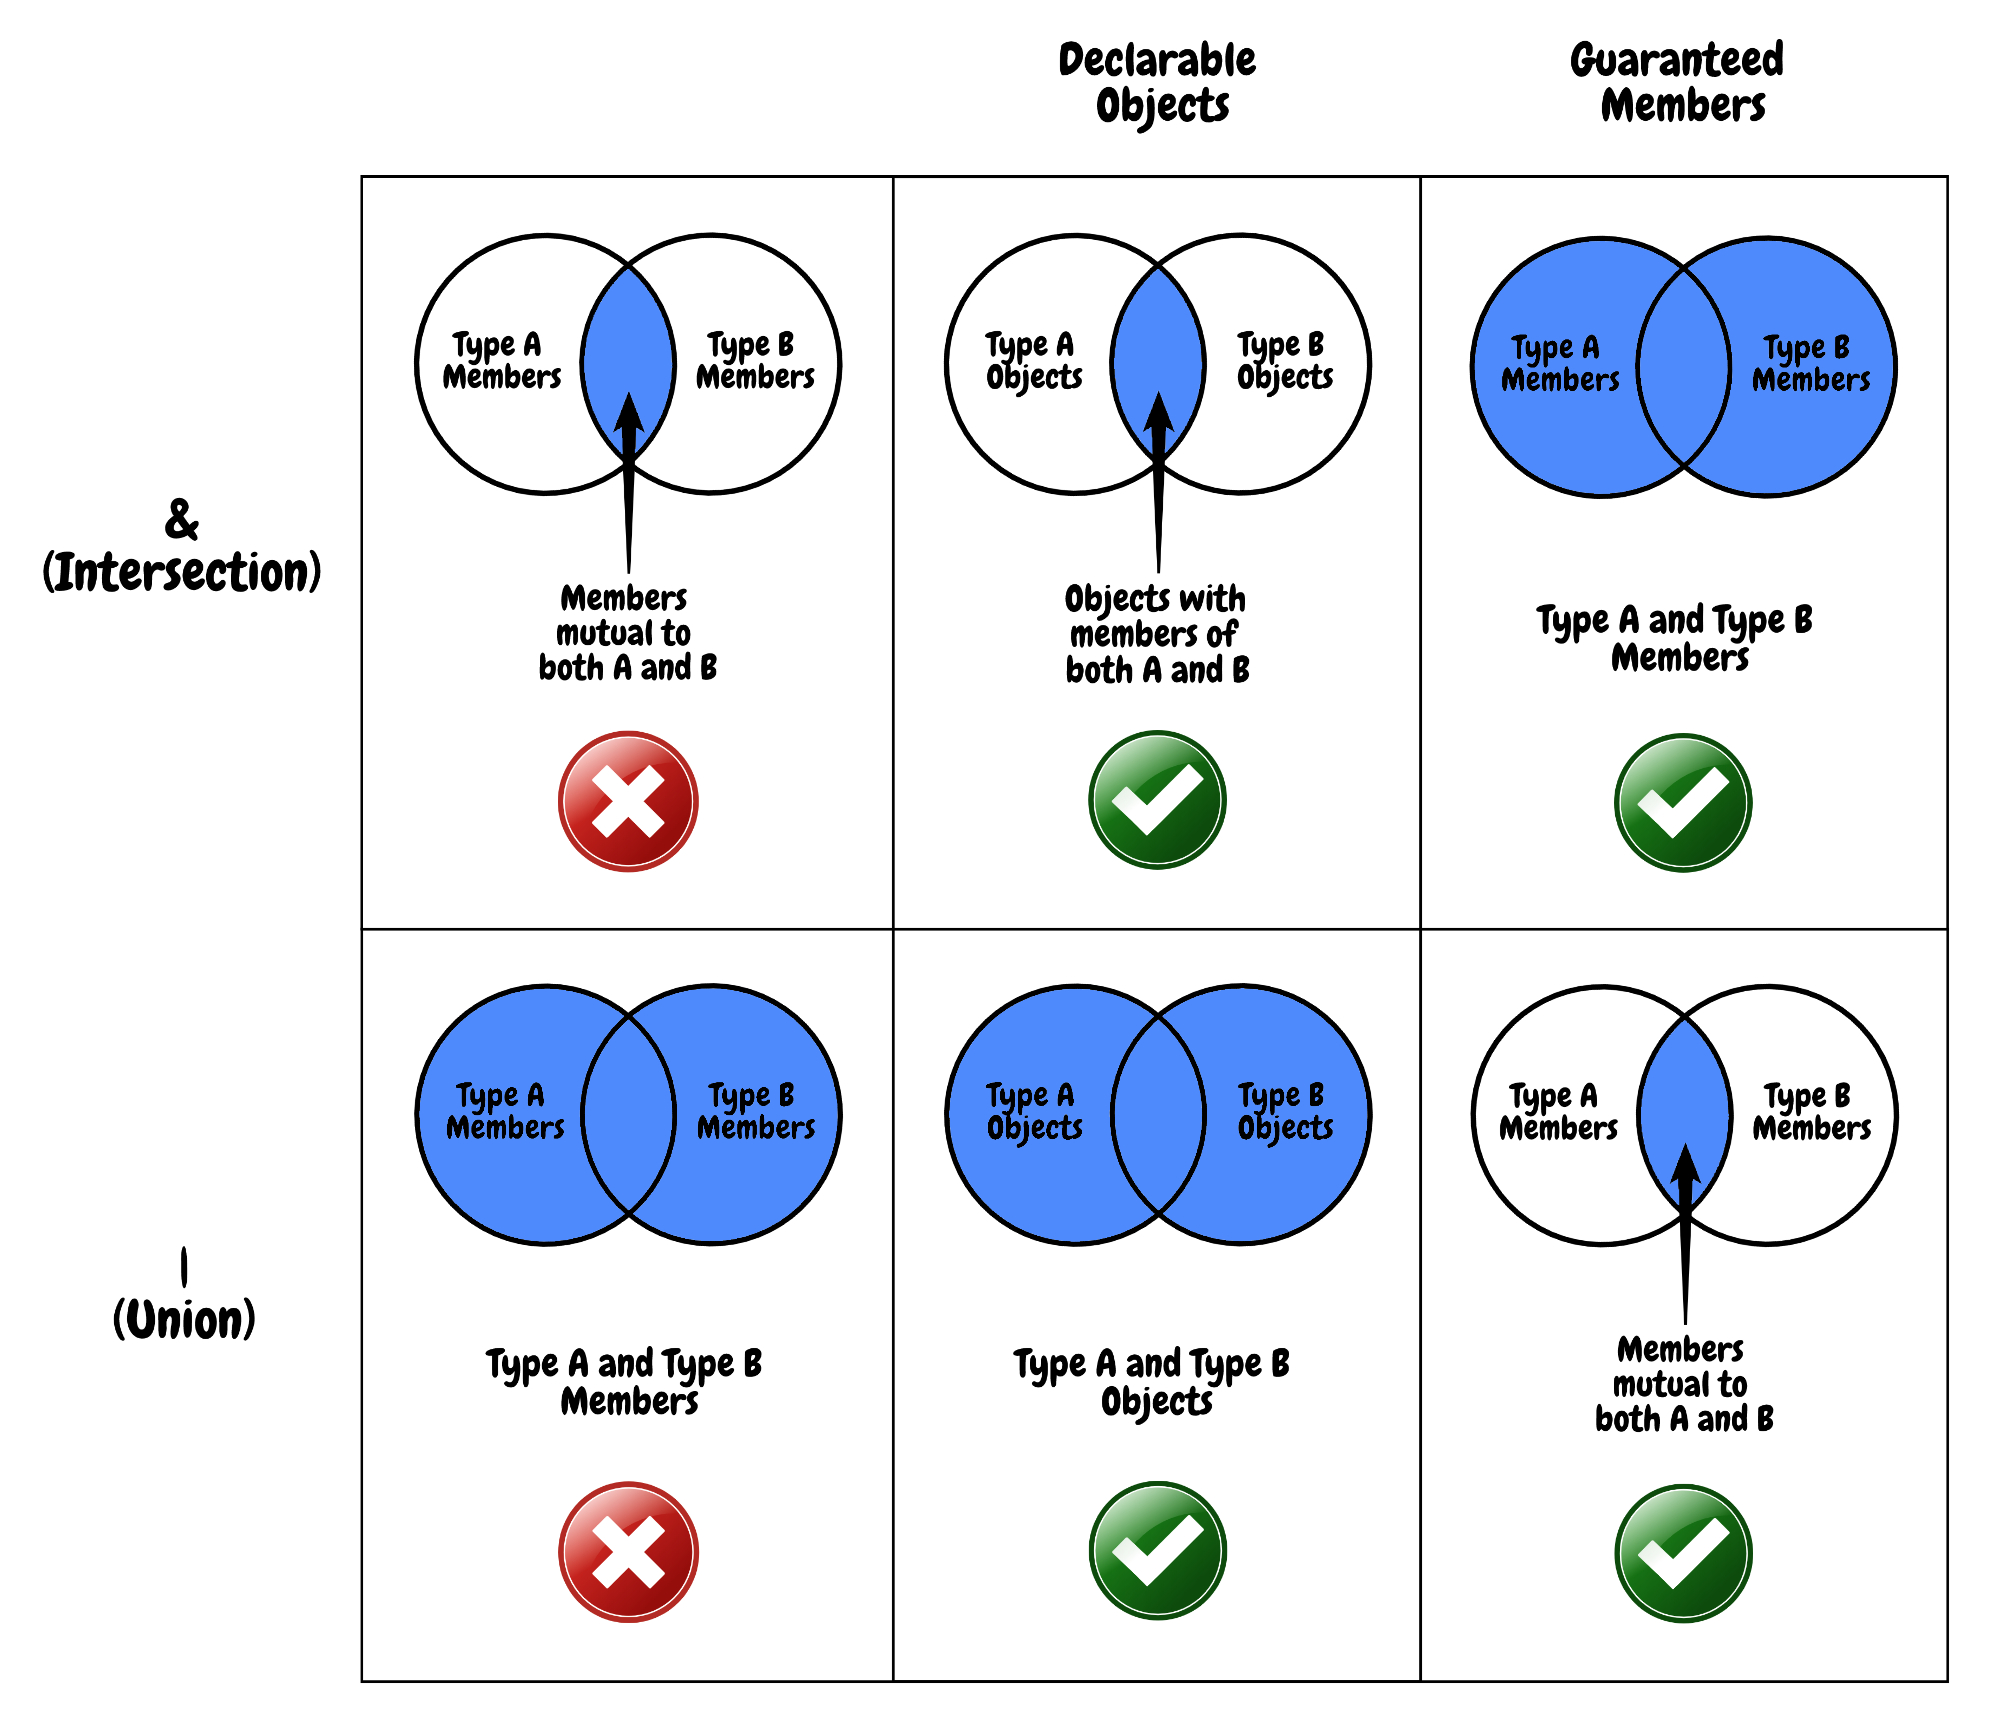 Declarable
Objects
Guaranteed
Members
&
(Intersection)
Type A
Members
Type B
Members
Members
mutual to
both A and B
Type A
Objects
Type B
Objects
Objects with
members of
both A and B
Type A
Members
Type B
Members
Type A and Type B
Members
|
(Union)
Type A
Members
Type B
Members
Type A and Type B
Members
Type A
Objects
Type B
Objects
Type A and Type B
Objects
Type A
Members
Type B
Members
Members
mutual to
both A and B